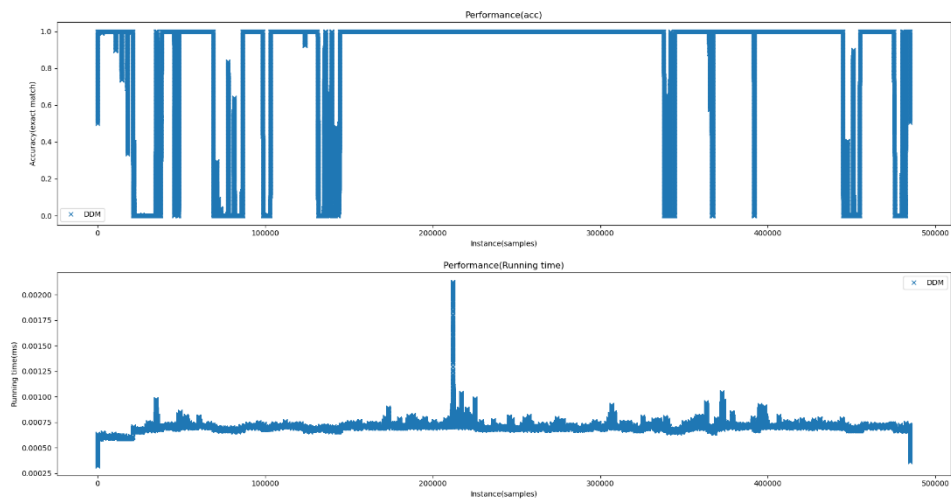 Performance(acc)
1.0
0.8
0.6
0.4
0.2
0.0
Accuracy(exact match)
DDM
0 100000 200000 300000 400000 500000
Instance(samples)
Performance(Running time)
DDM
0.00200
0.00175
0.00150
0.00125
0.00100
0.00075
0.00050
0.00025
Running time(ms)
0 100000 200000 300000 400000 500000
Instance(samples)